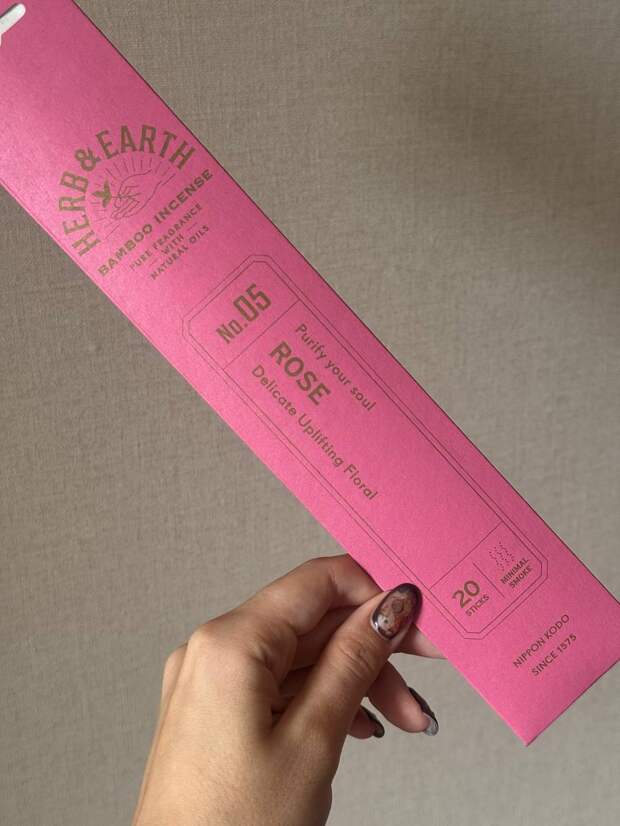 HERB & EARTH
BAMBOO INCENSE
PURE FRAGRANCE
WITH
NATURAL OILS
No.05
Purify your soul
ROSE
Delicate Uplifting Floral
20
STICKS
MINIMAL
SMOKE
NIPPON KODO
SINCE 1575